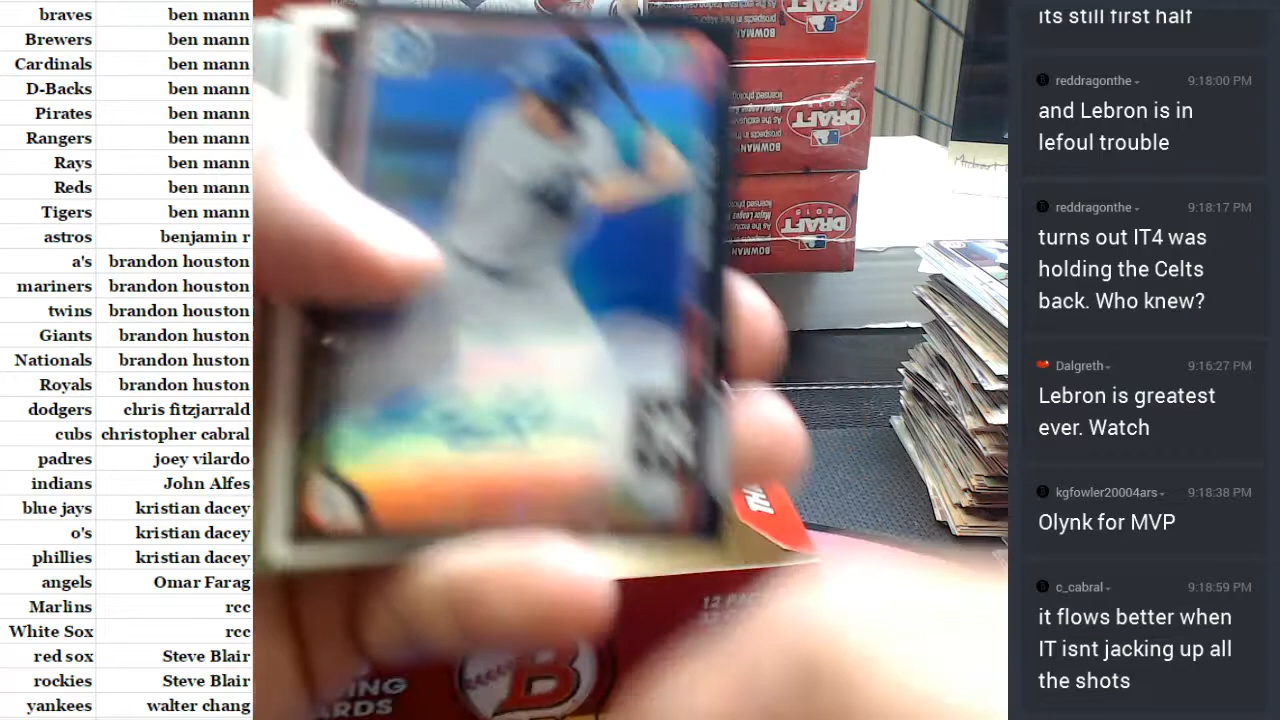 braves ben mann
Brewers ben mann
Cardinals ben mann
D-Backs ben mann
Pirates ben mann
Rangers ben mann
Rays ben mann
Reds ben mann
Tigers ben mann
astros benjamin r
a's brandon houston
mariners brandon houston
twins brandon houston
Giants brandon huston
Nationals brandon huston
Royals brandon huston
dodgers chris fitzjarrald
cubs christopher cabral
padres joey vilardo
indians John Alfes
blue jays kristian dacey
o's kristian dacey
phillies kristian dacey
angels Omar Farag
Marlins rcc
White Sox rcc
red sox Steve Blair
rockies Steve Blair
yankees walter chang
BOWMAN
DRAFT
BOWMAN
2015
DRAFT
BOWMAN
12
B
its still first half
reddragonthe 9:18:00 PM
and Lebron is in
lefoul trouble
reddragonthe 9:18:17 PM
turns out IT4 was
holding the Celts
back. Who knew?
Dalgreth 9:16:27 PM
Lebron is greatest
ever. Watch
kgfowler20004ars 9:18:38 PM
Olynk for MVP
c_cabral 9:18:59 PM
it flows better when
IT isnt jacking up all
the shots